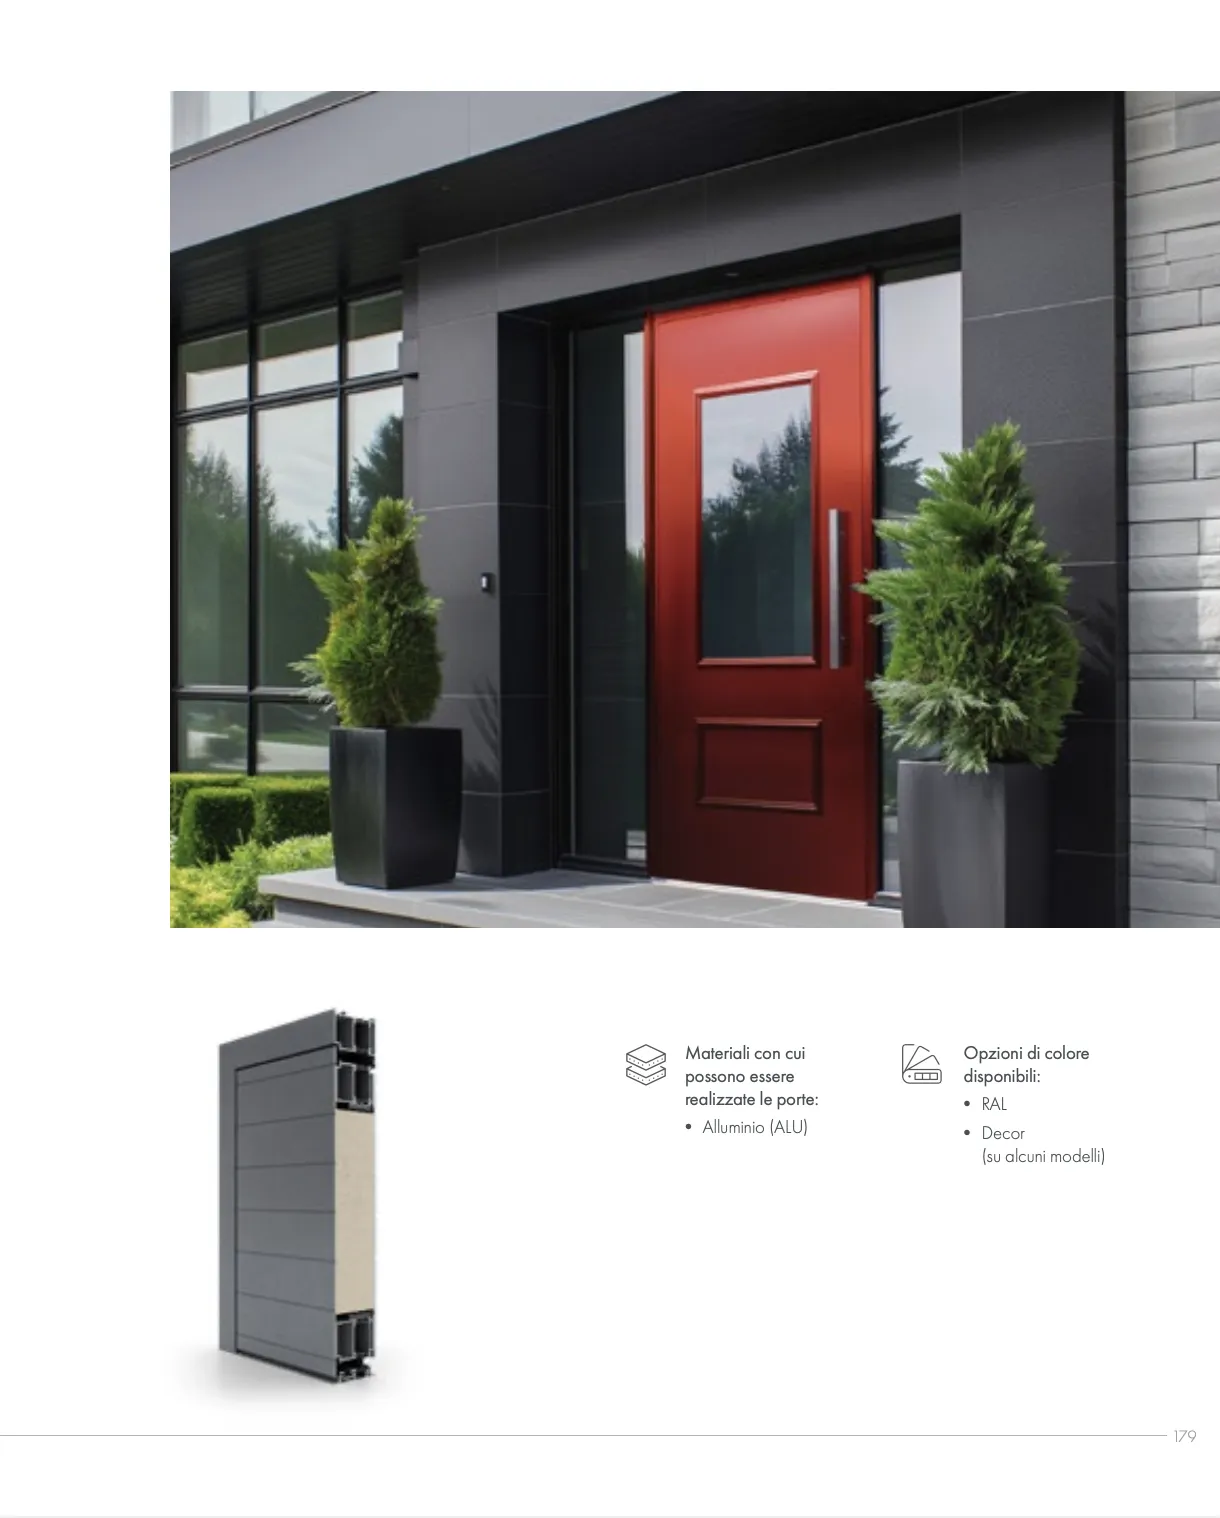 Materiali con cui
possono essere
realizzate le porte:
• Alluminio (ALU)
Opzioni di colore
disponibili:
• RAL
• Decor
(su alcuni modelli)
179